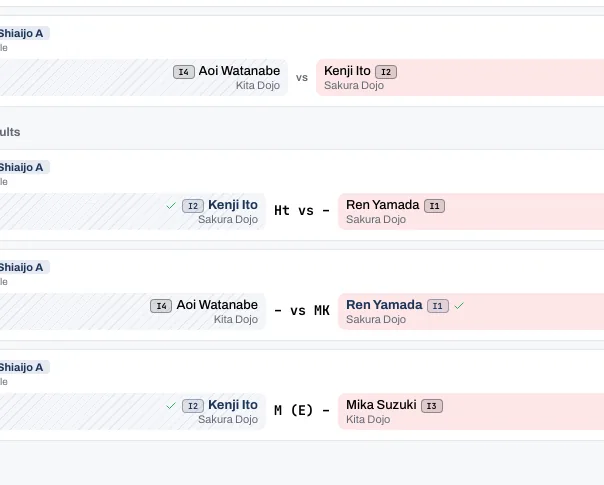 Shiaijo A
le
I4 Aoi Watanabe vs Kenji Ito I2
Kita Dojo Sakura Dojo
ults
Shiaijo A
le
✓ I2 Kenji Ito Ht vs – Ren Yamada I1
Sakura Dojo Sakura Dojo
Shiaijo A
le
I4 Aoi Watanabe – vs MK Ren Yamada I1 ✓
Kita Dojo Sakura Dojo
Shiaijo A
le
✓ I2 Kenji Ito M (E) – Mika Suzuki I3
Sakura Dojo Kita Dojo